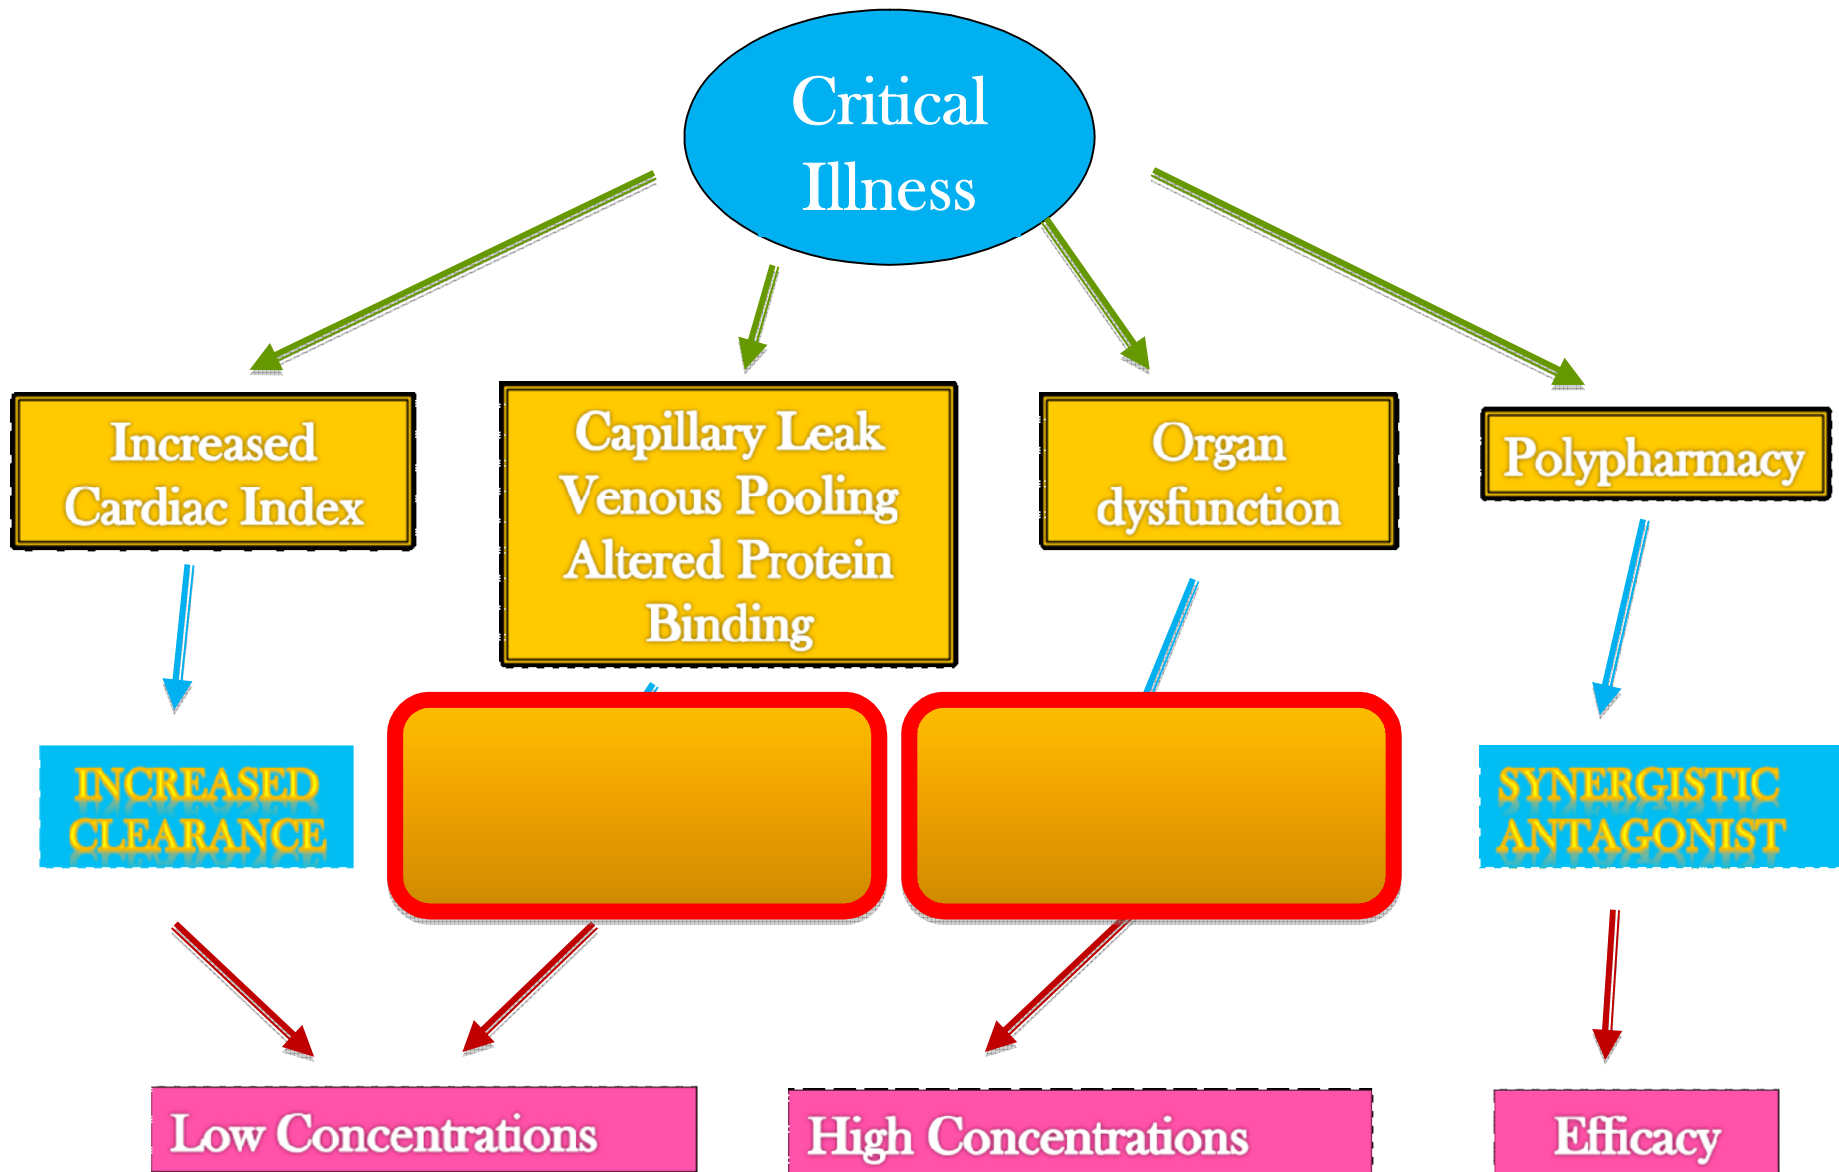 Critical
Illness
Increased
Cardiac Index
Capillary Leak
Venous Pooling
Altered Protein
Binding
Organ
dysfunction
Polypharmacy
INCREASED
CLEARANCE
SYNERGISTIC
ANTAGONIST
Low Concentrations
High Concentrations
Efficacy